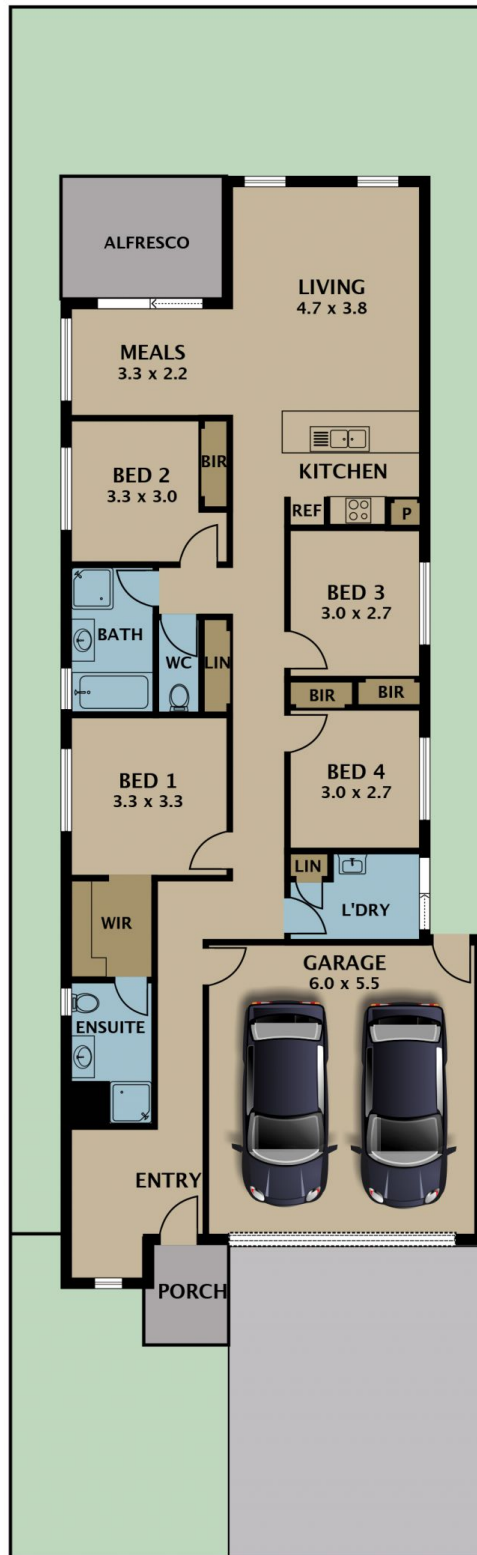 ALFRESCO
LIVING
4.7 x 3.8
MEALS
3.3 x 2.2
BED 2
3.3 x 3.0
BIR
KITCHEN
REF
P
BED 3
3.0 x 2.7
BATH
WC
LIN
BIR
BIR
BED 1
3.3 x 3.3
BED 4
3.0 x 2.7
LIN
L'DRY
WIR
GARAGE
6.0 x 5.5
ENSUITE
ENTRY
PORCH